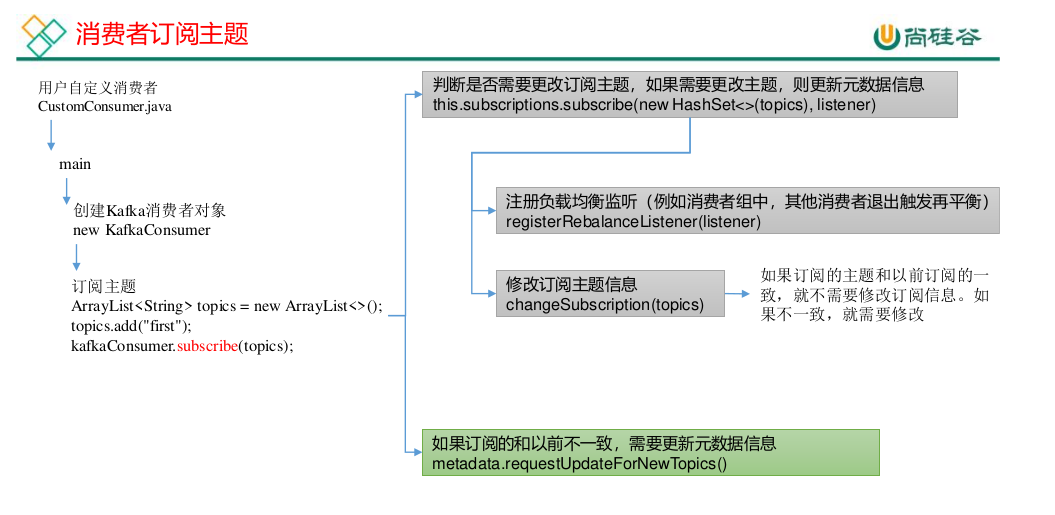 消费者订阅主题
尚硅谷
用户自定义消费者
CustomConsumer.java
main
创建Kafka消费者对象
new KafkaConsumer
订阅主题
ArrayList<String> topics = new ArrayList<>();
topics.add("first");
kafkaConsumer.subscribe(topics);
判断是否需要更改订阅主题，如果需要更改主题，则更新元数据信息
this.subscriptions.subscribe(new HashSet<>(topics), listener)
注册负载均衡监听（例如消费者组中，其他消费者退出触发再平衡）
registerRebalanceListener(listener)
修改订阅主题信息
changeSubscription(topics)
如果订阅的主题和以前订阅的一
致，就不需要修改订阅信息。如
果不一致，就需要修改
如果订阅的和以前不一致，需要更新元数据信息
metadata.requestUpdateForNewTopics()